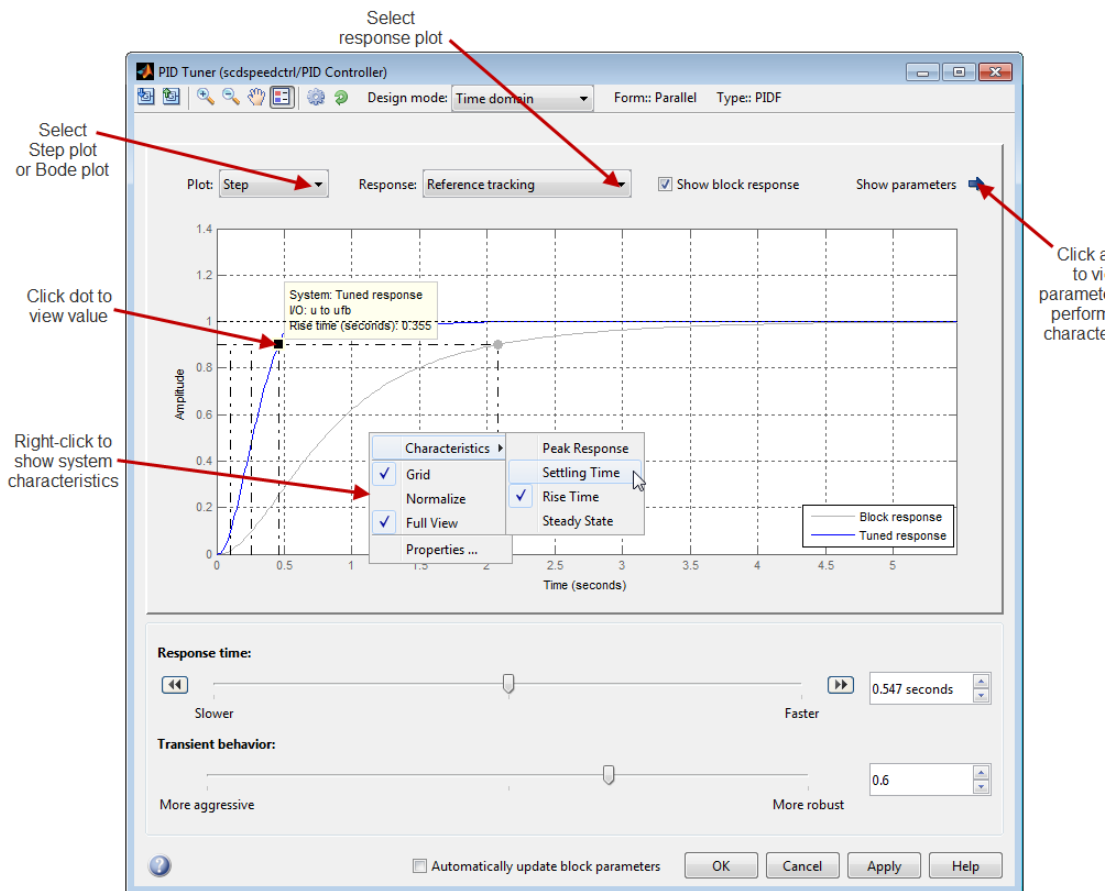 Select
response plot
PID Tuner (scdspeedctrl/PID Controller)
Design mode: Time domain Form:: Parallel Type:: PIDF
Select
Step plot
or Bode plot
Plot: Step Response: Reference tracking Show block response Show parameters
Click a
to vi
paramet
perform
characte
Click dot to
view value
Right-click to
show system
characteristics
1.4
1.2
1
0.8
0.6
0.4
0.2
0
Amplitude
System: Tuned response
I/O: u to ufb
Rise time (seconds): 0.355
Characteristics
Grid
Normalize
Full View
Properties ...
Peak Response
Settling Time
Rise Time
Steady State
Block response
Tuned response
0 0.5 1 1.5 2 2.5 3 3.5 4 4.5 5
Time (seconds)
Response time:
0.547 seconds
Slower Faster
Transient behavior:
0.6
More aggressive More robust
Automatically update block parameters OK Cancel Apply Help